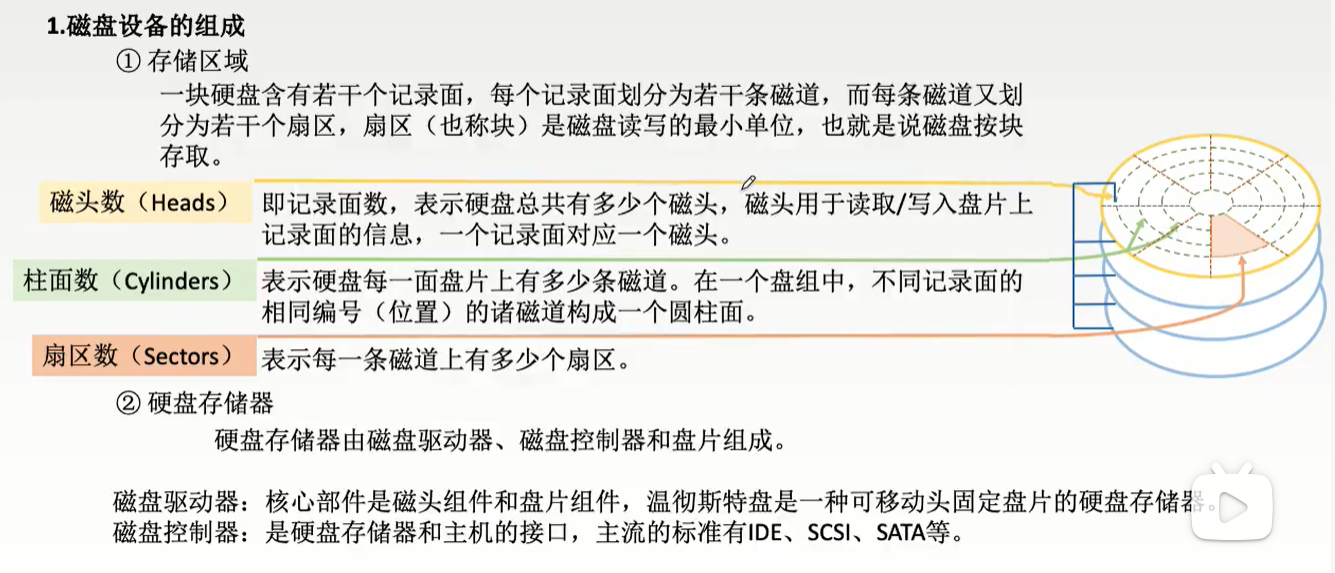 1.磁盘设备的组成
① 存储区域
一块硬盘含有若干个记录面，每个记录面划分为若干条磁道，而每条磁道又划
分为若干个扇区，扇区（也称块）是磁盘读写的最小单位，也就是说磁盘按块
存取。
磁头数（Heads）
即记录面数，表示硬盘总共有多少个磁头，磁头用于读取/写入盘片上
记录面的信息，一个记录面对应一个磁头。
柱面数（Cylinders）
表示硬盘每一面盘片上有多少条磁道。在一个盘组中，不同记录面的
相同编号（位置）的诸磁道构成一个圆柱面。
扇区数（Sectors）
表示每一条磁道上有多少个扇区。
② 硬盘存储器
硬盘存储器由磁盘驱动器、磁盘控制器和盘片组成。
磁盘驱动器：核心部件是磁头组件和盘片组件，温彻斯特盘是一种可移动头固定盘片的硬盘存储器。
磁盘控制器：是硬盘存储器和主机的接口，主流的标准有IDE、SCSI、SATA等。